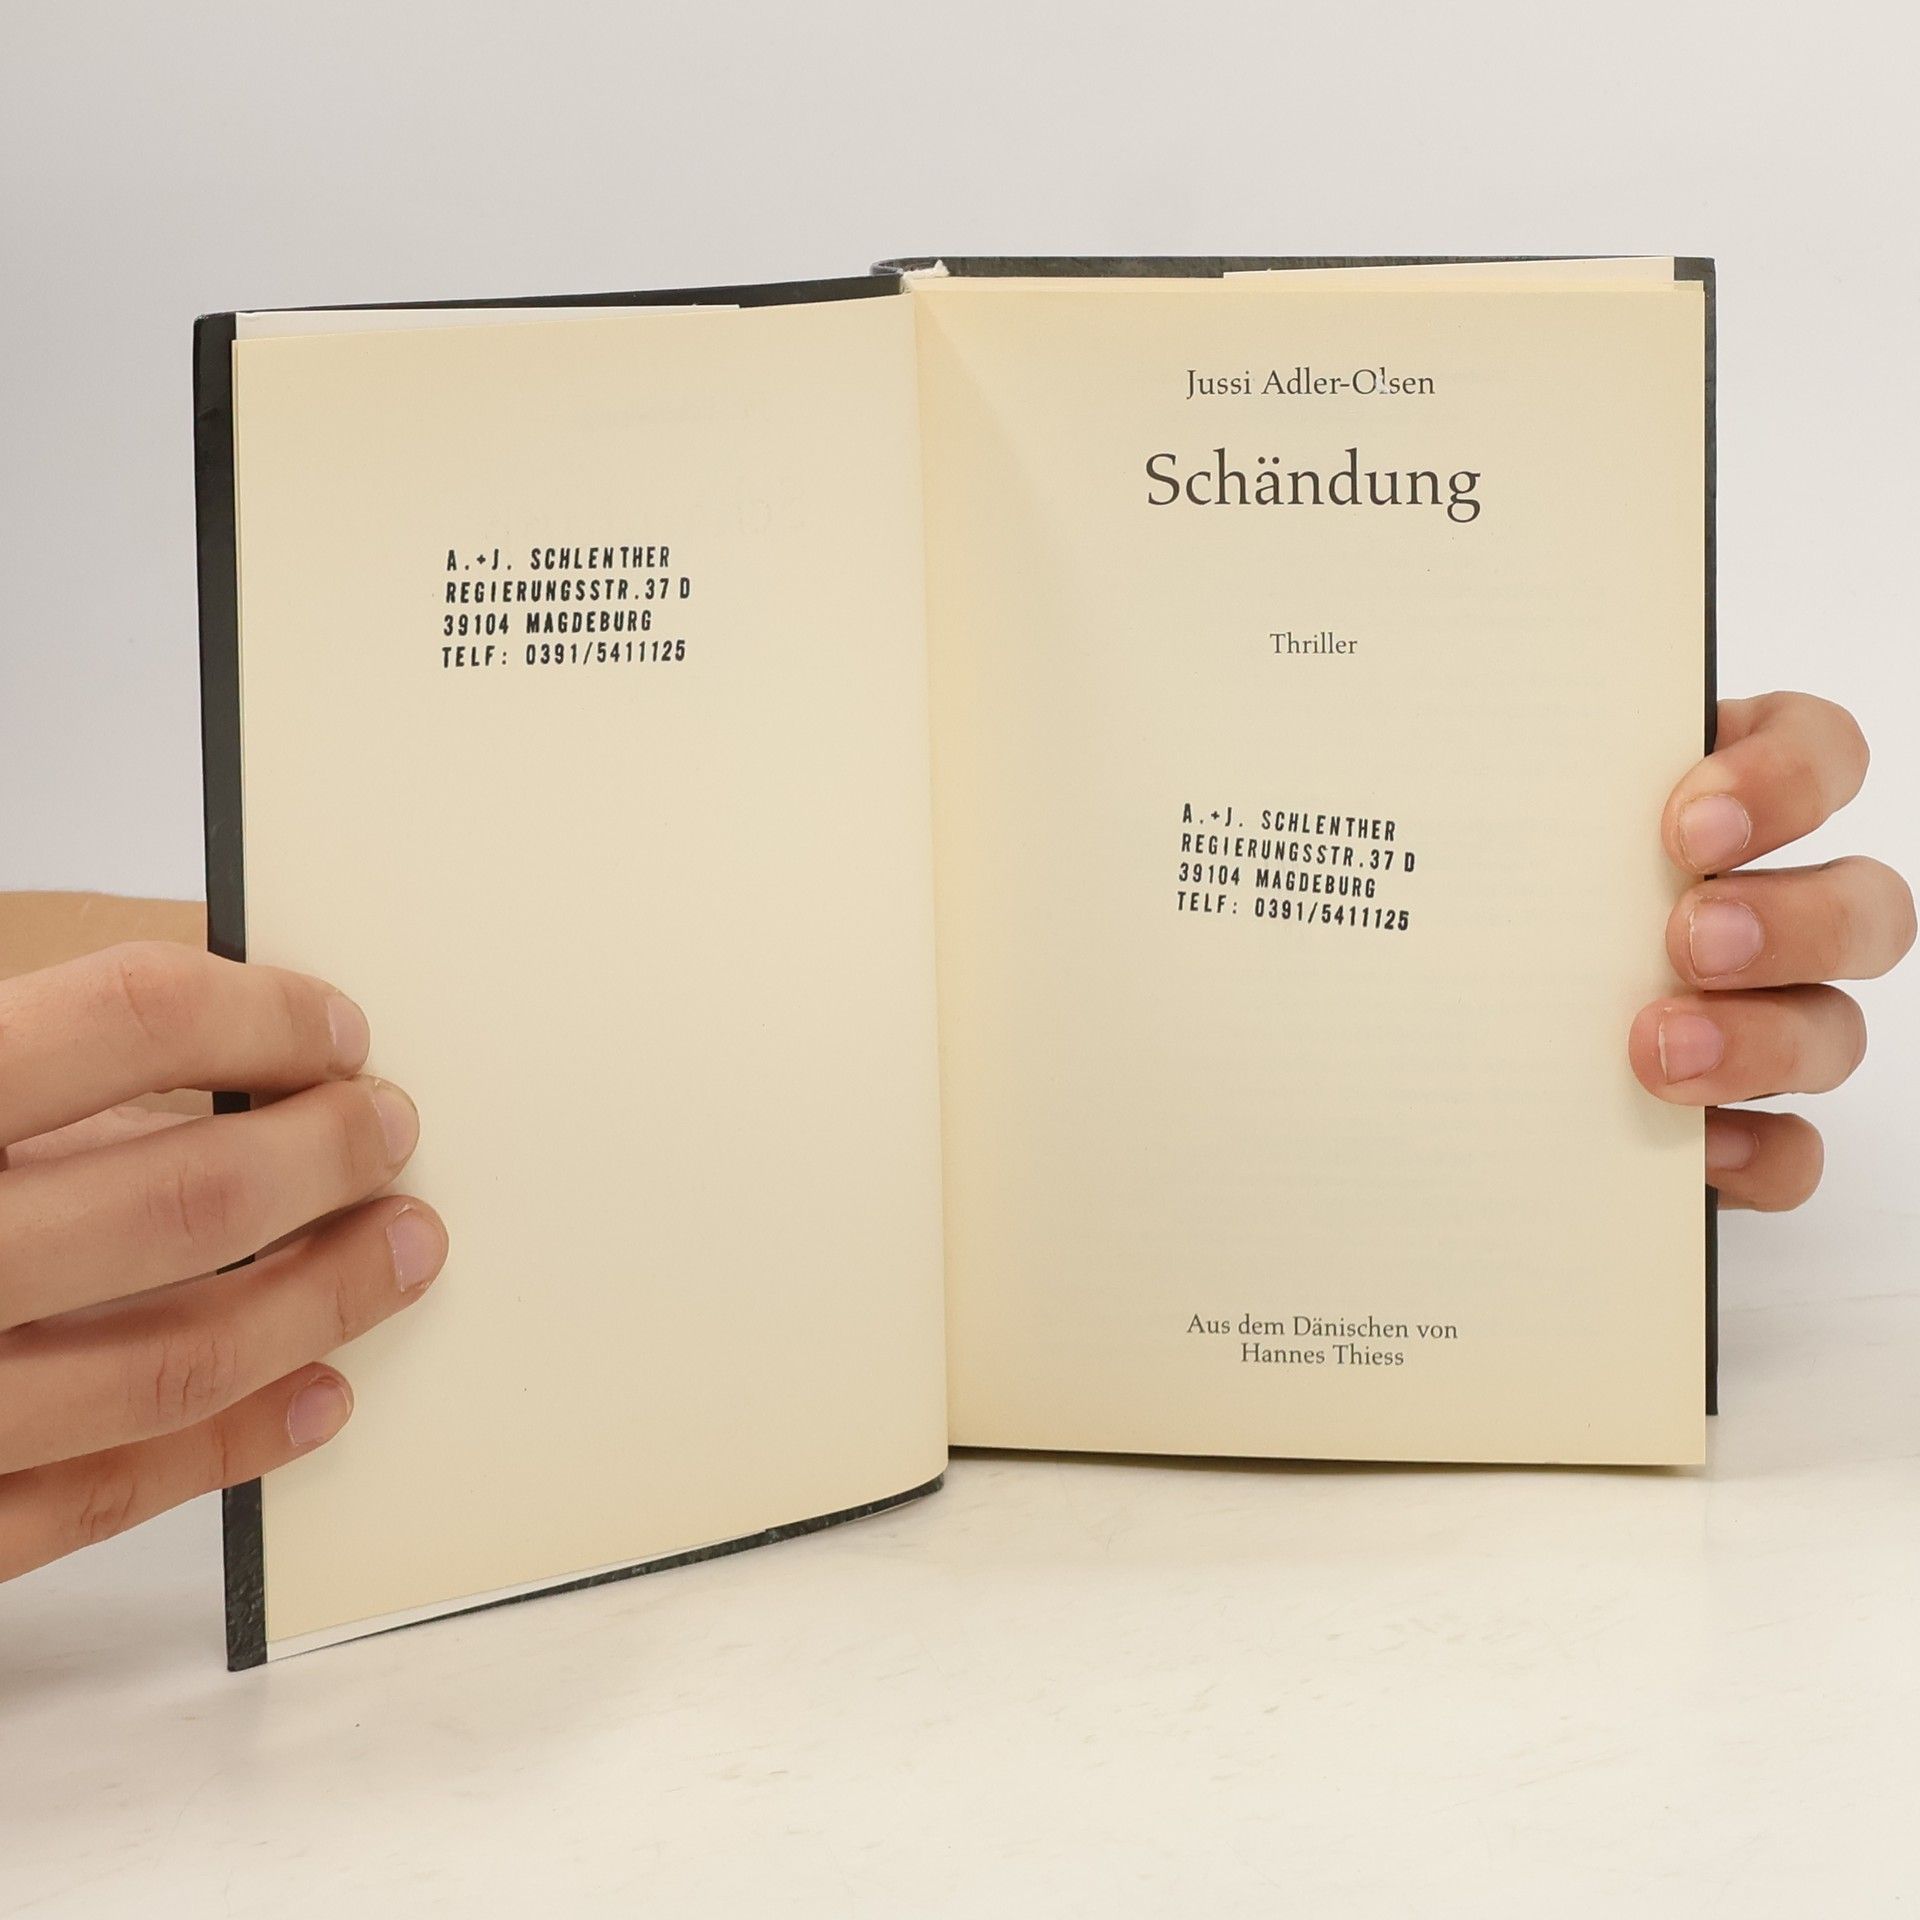 A.+J. SCHLENTHER
REGIERUNGSSTR.37 D
39104 MAGDEBURG
TELF: 0391/5411125
Jussi Adler-Olsen
Schändung
Thriller
A.+J. SCHLENTHER
REGIERUNGSSTR.37 D
39104 MAGDEBURG
TELF: 0391/5411125
Aus dem Dänischen von
Hannes Thiess